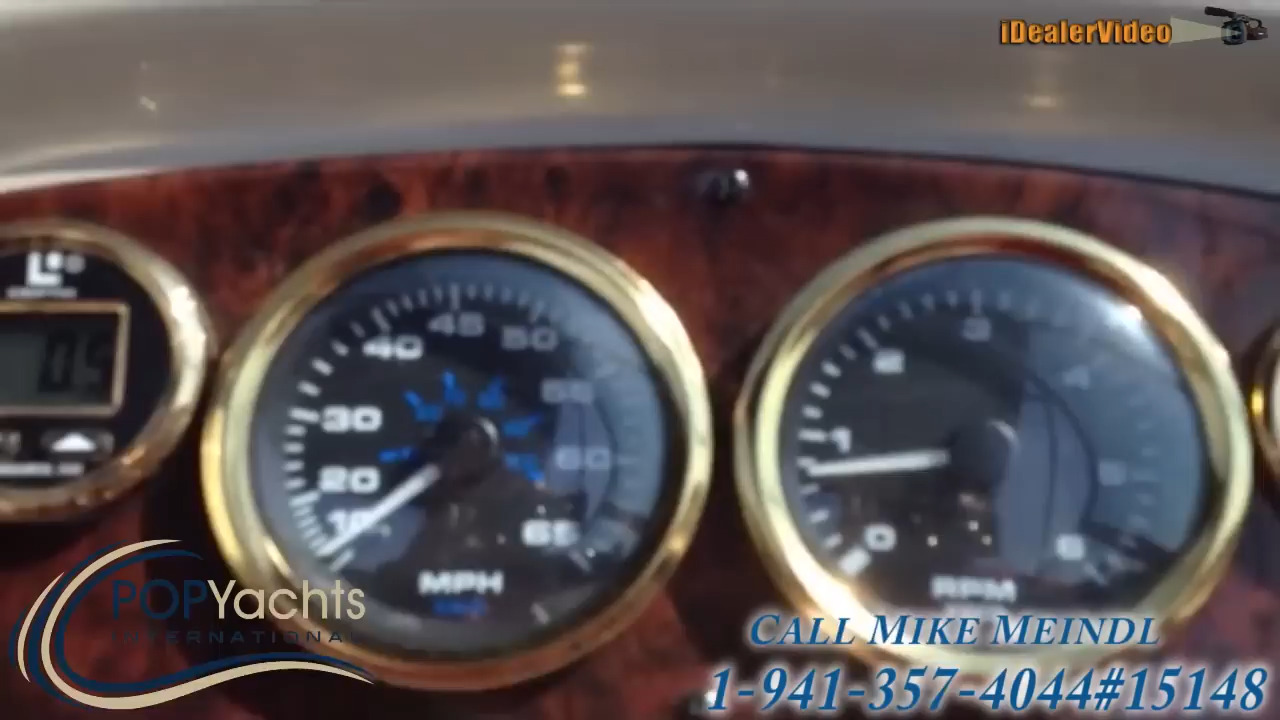 iDealerVideo
45
40
50
30
55
20
60
10
65
MPH
3
2
4
1
5
0
6
RPM
POPYachts
INTERNATIONAL
CALL MIKE MEINDL
1-941-357-4044#15148